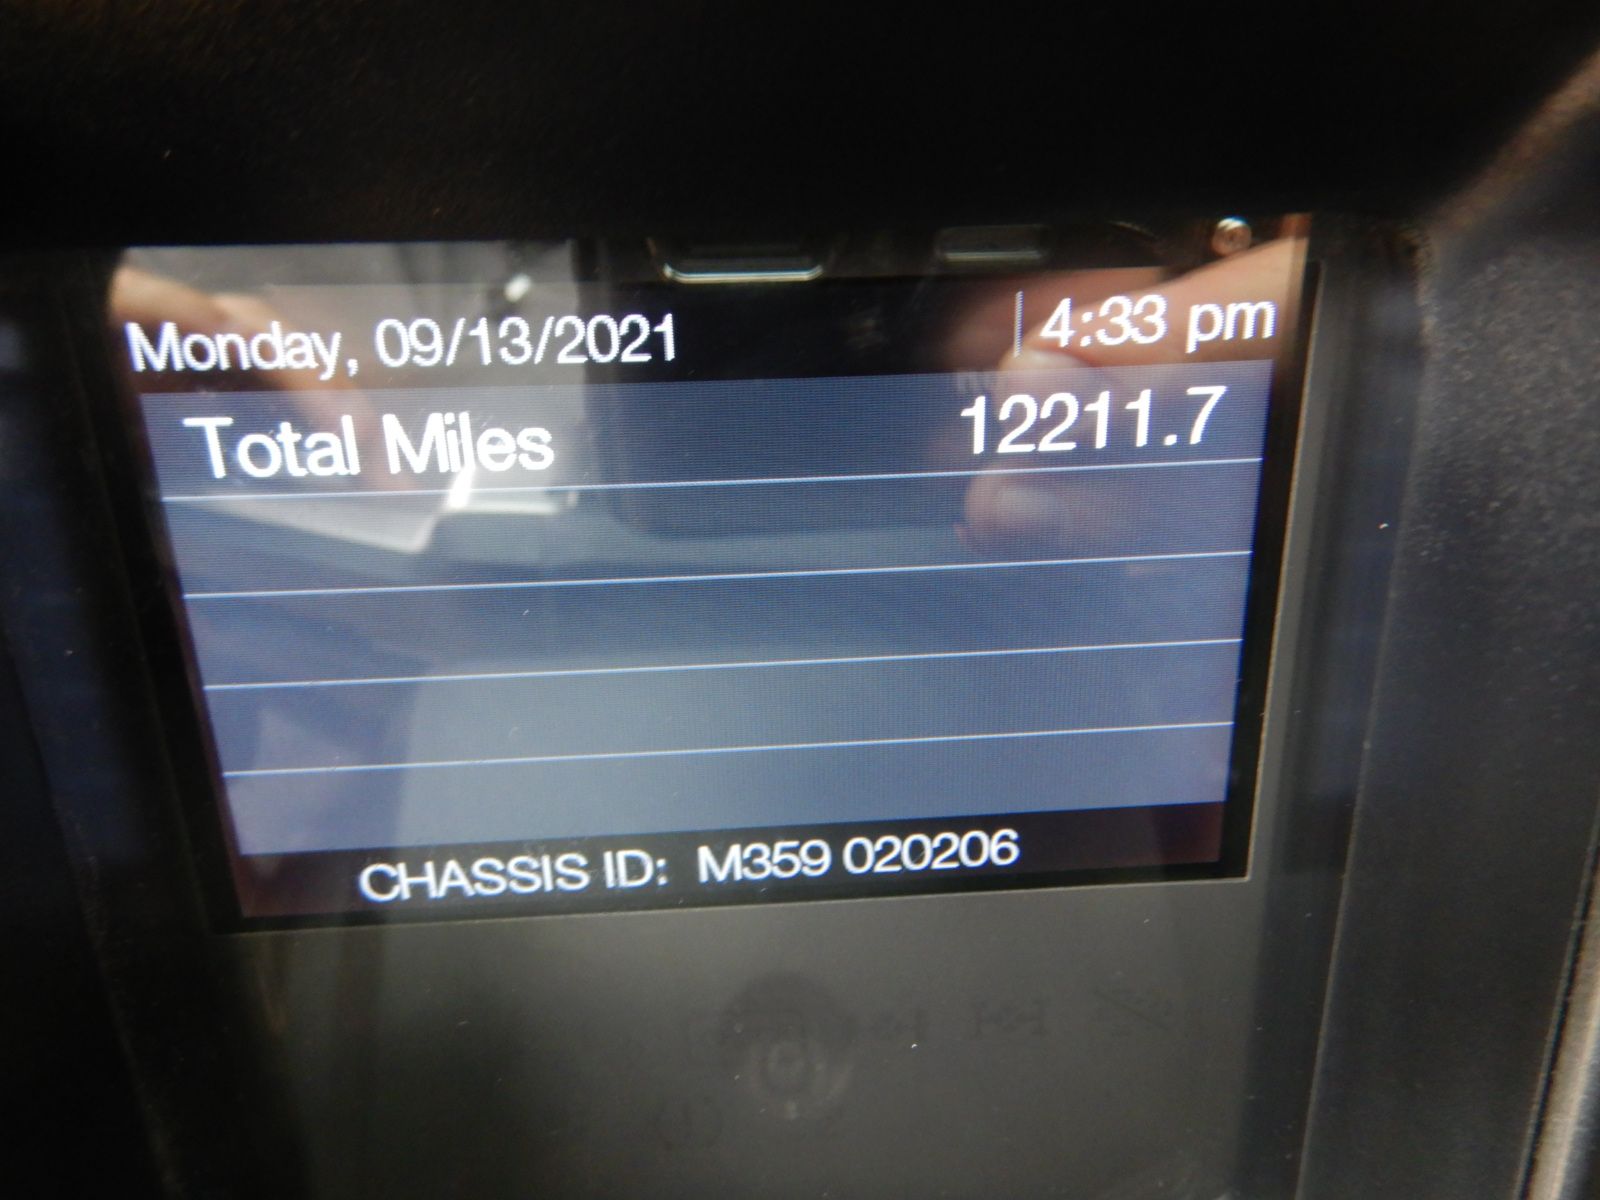 Monday, 09/13/2021 4:33 pm
Total Miles 12211.7
CHASSIS ID: M359 020206